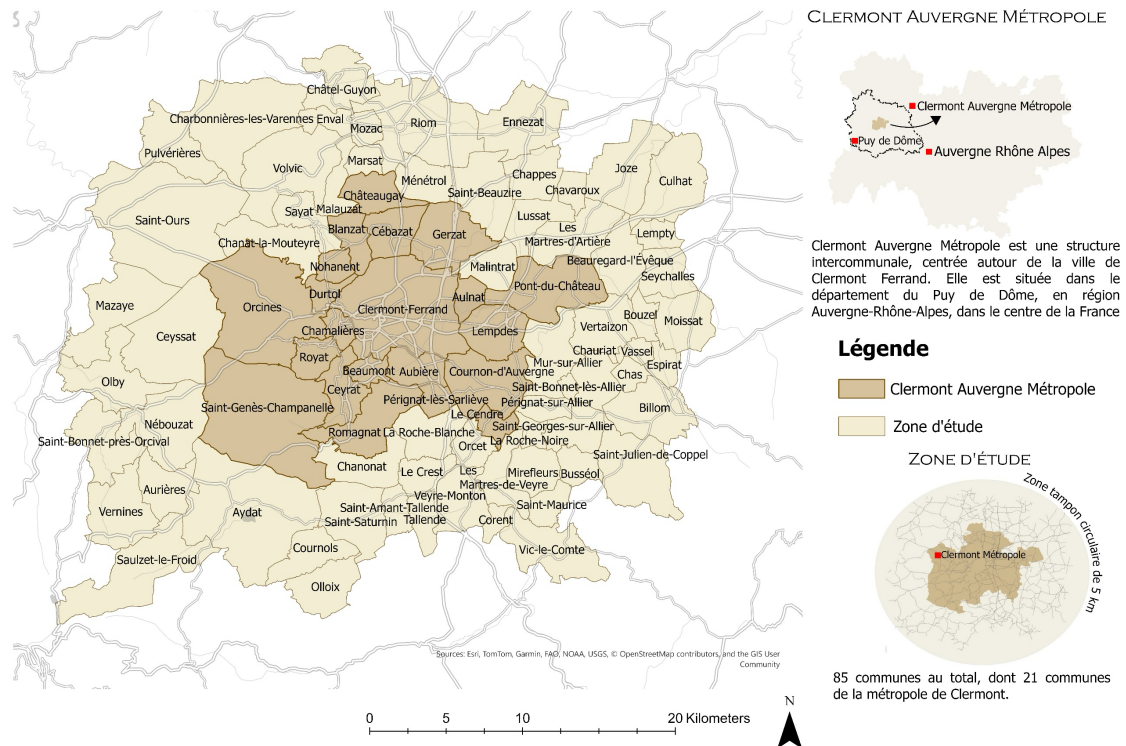 CLERMONT AUVERGNE MÉTROPOLE
Châtel-Guyon
Charbonnières-les-Varennes
Enval
Mozac
Riom
Ennezat
Pulvérières
Volvic
Marsat
Ménétrol
Chappes
Joze
Culhat
Châteaugay
Saint-Beauzire
Chavaroux
Saint-Ours
Sayat
Malauzat
Lussat
Blanzat
Cébazat
Gerzat
Les
Martres-d'Artière
Lempty
Chanat-la-Mouteyre
Nohanent
Malintrat
Beauregard-l'Évêque
Seychalles
Pont-du-Château
Mazaye
Orcines
Durtol
Clermont-Ferrand
Aulnat
Ceyssat
Chamalières
Lempdes
Vertaizon
Bouzel
Moissat
Royat
Chauriat
Vassel
Mur-sur-Allier
Espirat
Olby
Beaumont
Aubière
Cournon-d'Auvergne
Chas
Ceyrat
Saint-Bonnet-lès-Allier
Saint-Genès-Champanelle
Pérignat-lès-Sarliève
Pérignat-sur-Allier
Billom
Le Cendre
Nébouzat
Saint-Georges-sur-Allier
Saint-Bonnet-près-Orcival
Romagnat
La Roche-Blanche
La Roche-Noire
Orcet
Saint-Julien-de-Coppel
Chanonat
Le Crest
Les
Martres-de-Veyre
Mirefleurs
Busséol
Aurières
Veyre-Monton
Vernines
Aydat
Saint-Amant-Tallende
Saint-Maurice
Saint-Saturnin
Tallende
Corent
Cournols
Vic-le-Comte
Saulzet-le-Froid
Olloix
Sources: Esri, TomTom, Garmin, FAO, NOAA, USGS, © OpenStreetMap contributors, and the GIS User
Community
0 5 10 20 Kilometers
N
Clermont Auvergne Métropole
Puy de Dôme
Auvergne Rhône Alpes
Clermont Auvergne Métropole est une structure
intercommunale, centrée autour de la ville de
Clermont Ferrand. Elle est située dans le
département du Puy de Dôme, en région
Auvergne-Rhône-Alpes, dans le centre de la France
Légende
Clermont Auvergne Métropole
Zone d'étude
ZONE D'ÉTUDE
Zone tampon circulaire de 5 km
Clermont Métropole
85 communes au total, dont 21 communes
de la métropole de Clermont.